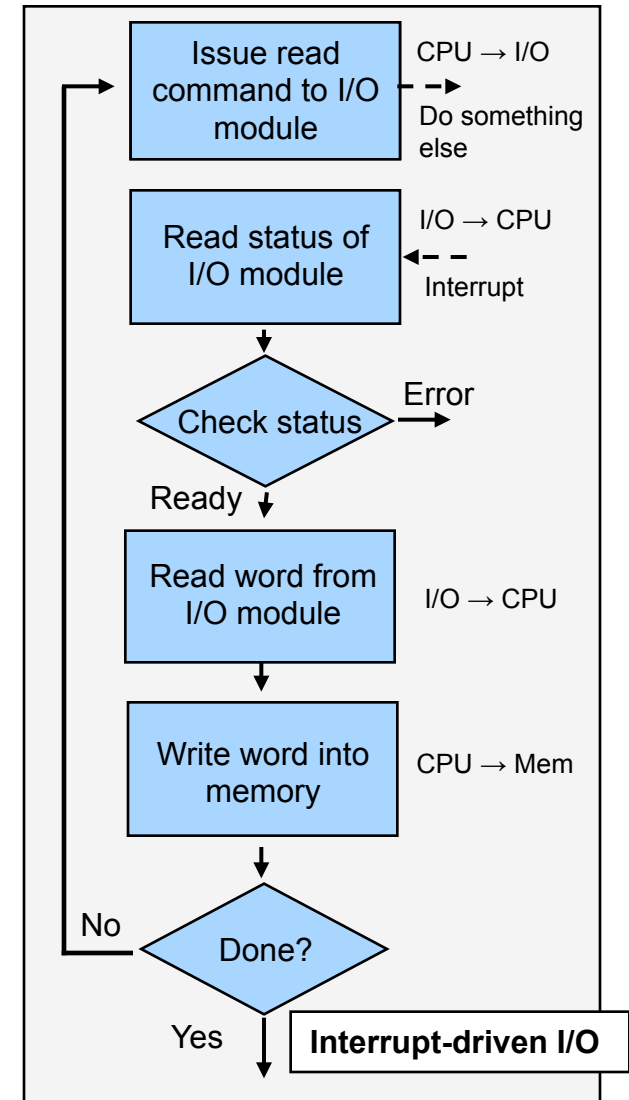 Issue read
command to I/O
module
CPU → I/O
Do something
else
Read status of
I/O module
I/O → CPU
Interrupt
Check status
Error
Ready
Read word from
I/O module
I/O → CPU
Write word into
memory
CPU → Mem
No
Done?
Yes
Interrupt-driven I/O